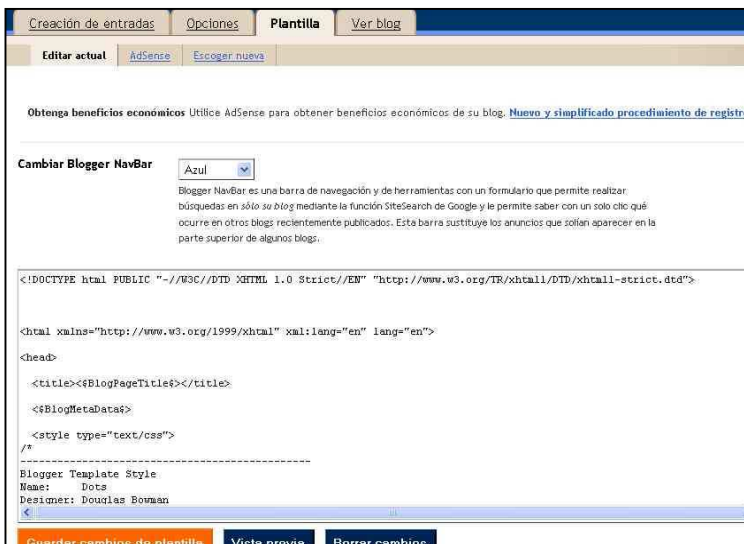 Creación de entradas Opciones Plantilla Ver blog
Editar actual AdSense Escoger nueva
Obtenga beneficios económicos Utilice AdSense para obtener beneficios económicos de su blog. Nuevo y simplificado procedimiento de registr
Cambiar Blogger NavBar
Azul
Blogger NavBar es una barra de navegación y de herramientas con un formulario que permite realizar
búsquedas en sólo su blog mediante la función SiteSearch de Google y le permite saber con un solo clic qué
ocurre en otros blogs recientemente publicados. Esta barra sustituye los anuncios que solían aparecer en la
parte superior de algunos blogs.
<!DOCTYPE html PUBLIC "-//W3C//DTD XHTML 1.0 Strict//EN" "http://www.w3.org/TR/xhtml1/DTD/xhtml1-strict.dtd">
<html xmlns="http://www.w3.org/1999/xhtml" xml:lang="en" lang="en">
<head>
<title><$BlogPageTitle$></title>
<$BlogMetaData$>
<style type="text/css">
/*
-----------------------------------------------
Blogger Template Style
Name: Dots
Designer: Douglas Bowman
Guardar cambios de plantilla Vista previa Borrar cambios